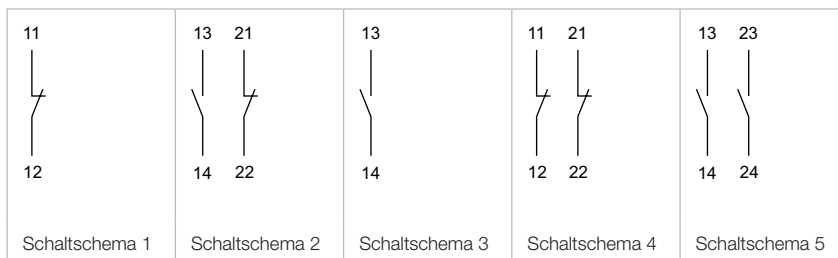 11
12
Schaltschema 1
13 21
14 22
Schaltschema 2
13
14
Schaltschema 3
11 21
12 22
Schaltschema 4
13 23
14 24
Schaltschema 5